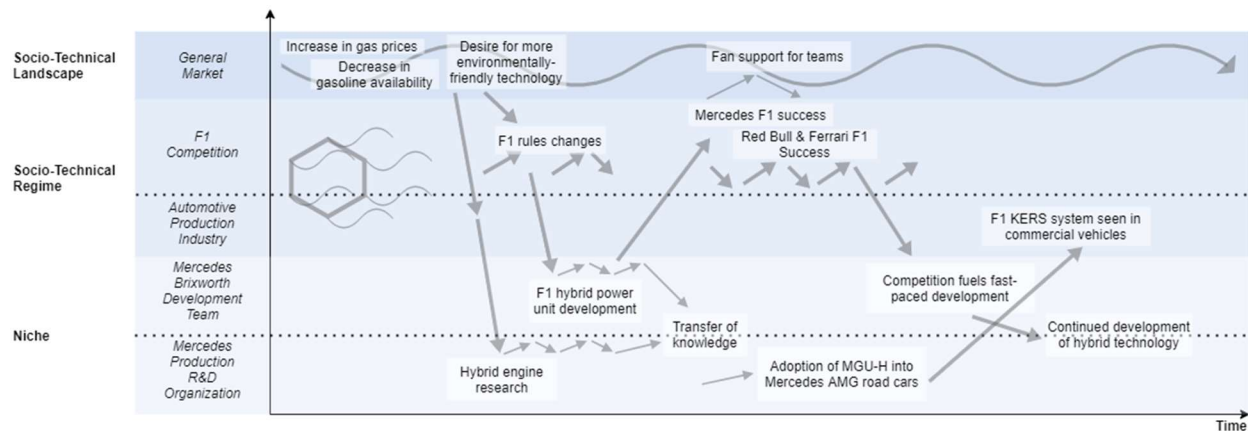 Socio-Technical
Landscape
General
Market
Increase in gas prices
Decrease in
gasoline availability
Desire for more
environmentally-
friendly technology
Fan support for teams
Socio-Technical
Regime
F1
Competition
F1 rules changes
Mercedes F1 success
Red Bull & Ferrari F1
Success
Automotive
Production
Industry
F1 KERS system seen in
commercial vehicles
Niche
Mercedes
Brixworth
Development
Team
F1 hybrid power
unit development
Competition fuels fast-
paced development
Transfer of
knowledge
Continued development
of hybrid technology
Mercedes
Production
R&D
Organization
Hybrid engine
research
Adoption of MGU-H into
Mercedes AMG road cars
Time